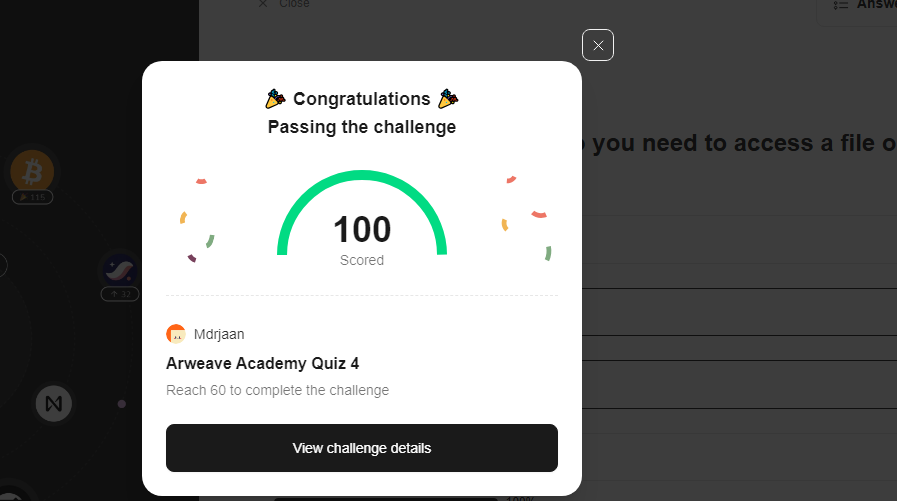 Close
Answe
Congratulations
Passing the challenge
you need to access a file o
115
100
Scored
32
Mdrjaan
Arweave Academy Quiz 4
Reach 60 to complete the challenge
View challenge details